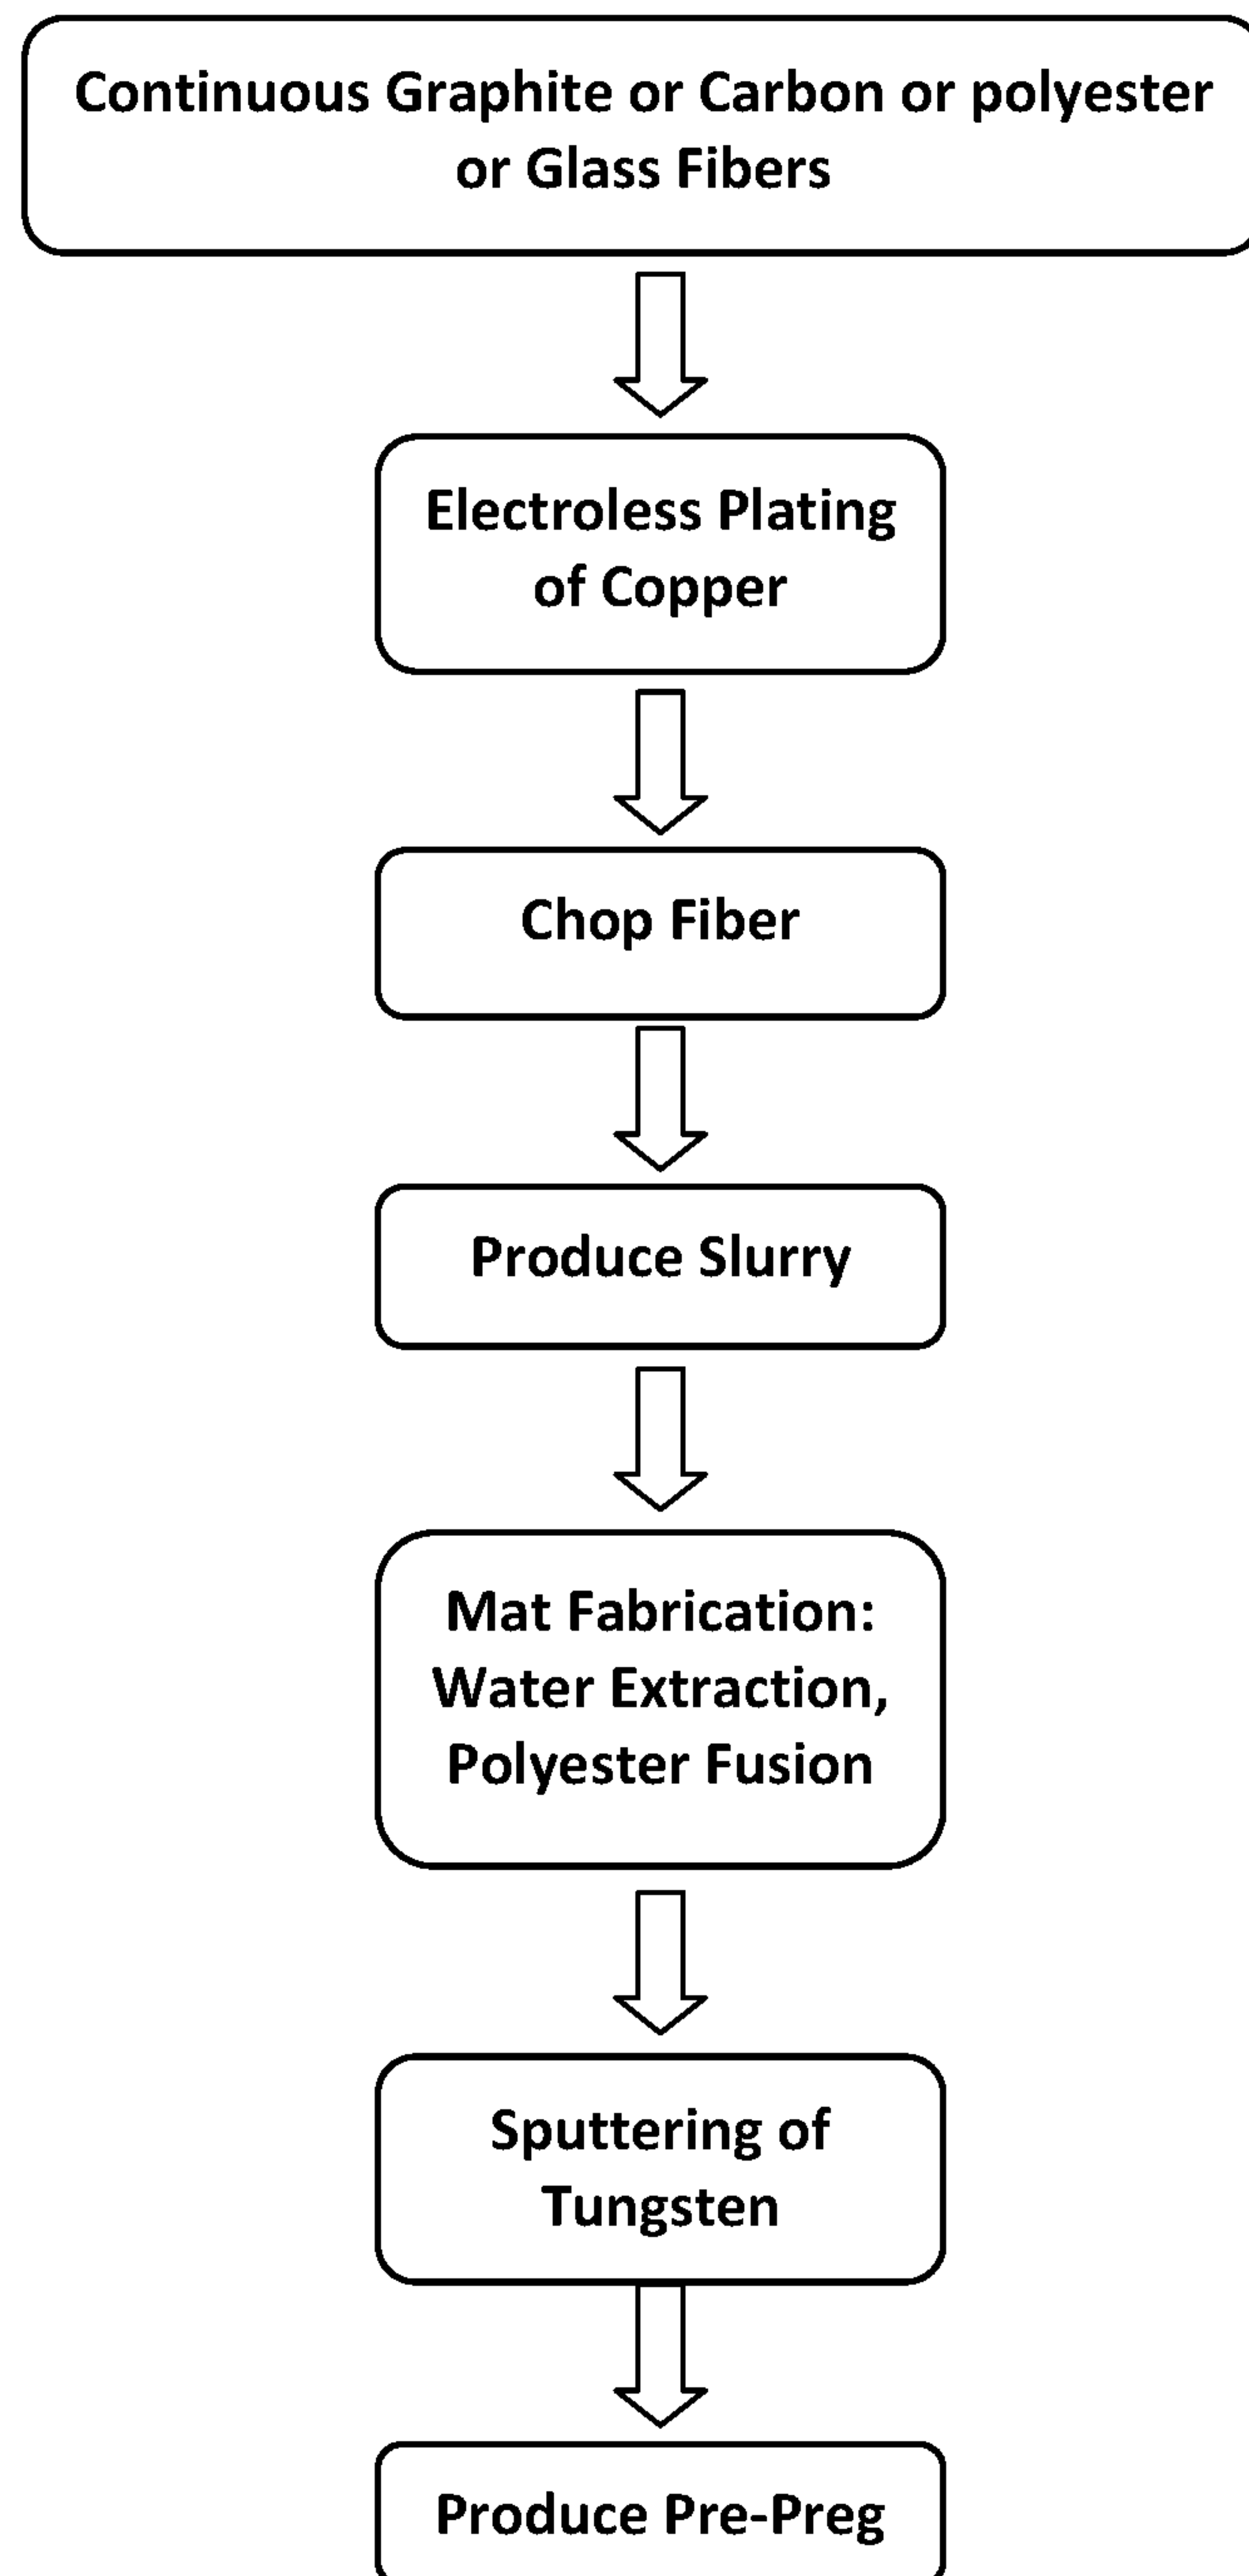 Continuous Graphite or Carbon or polyester
or Glass Fibers
Electroless Plating
of Copper
Chop Fiber
Produce Slurry
Mat Fabrication:
Water Extraction,
Polyester Fusion
Sputtering of
Tungsten
Produce Pre-Preg